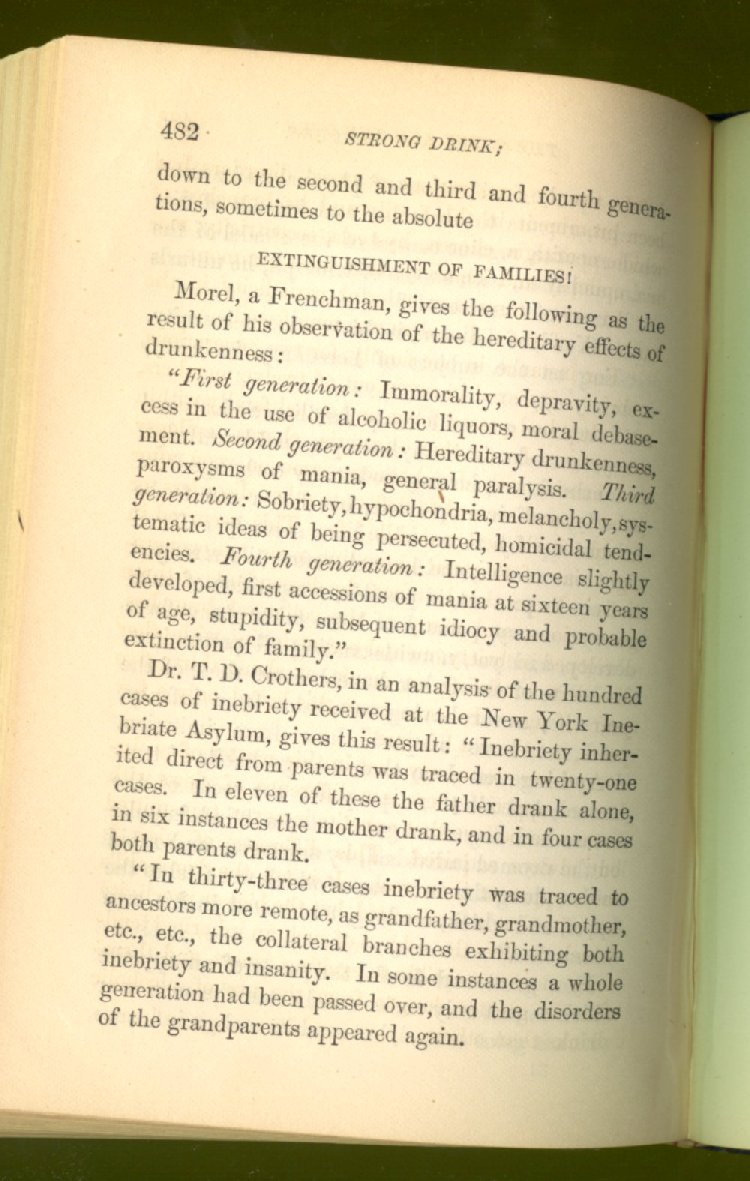 482
STRONG DRINK;
down to the second and third and fourth genera-
tions, sometimes to the absolute
EXTINGUISHMENT OF FAMILIES!
Morel, a Frenchman, gives the following as the
result of his observation of the hereditary effects of
drunkenness:
"First generation: Immorality, depravity, ex-
cess in the use of alcoholic liquors, moral debase-
ment. Second generation: Hereditary drunkenness,
paroxysms of mania, general paralysis. Third
generation: Sobriety, hypochondria, melancholy, sys-
tematic ideas of being persecuted, homicidal tend-
encies. Fourth generation: Intelligence slightly
developed, first accessions of mania at sixteen years
of age, stupidity, subsequent idiocy and probable
extinction of family."
Dr. T. D. Crothers, in an analysis of the hundred
cases of inebriety received at the New York Ine-
briate Asylum, gives this result: "Inebriety inher-
ited direct from parents was traced in twenty-one
cases. In eleven of these the father drank alone,
in six instances the mother drank, and in four cases
both parents drank.
"In thirty-three cases inebriety was traced to
ancestors more remote, as grandfather, grandmother,
etc., etc., the collateral branches exhibiting both
inebriety and insanity. In some instances a whole
generation had been passed over, and the disorders
of the grandparents appeared again.